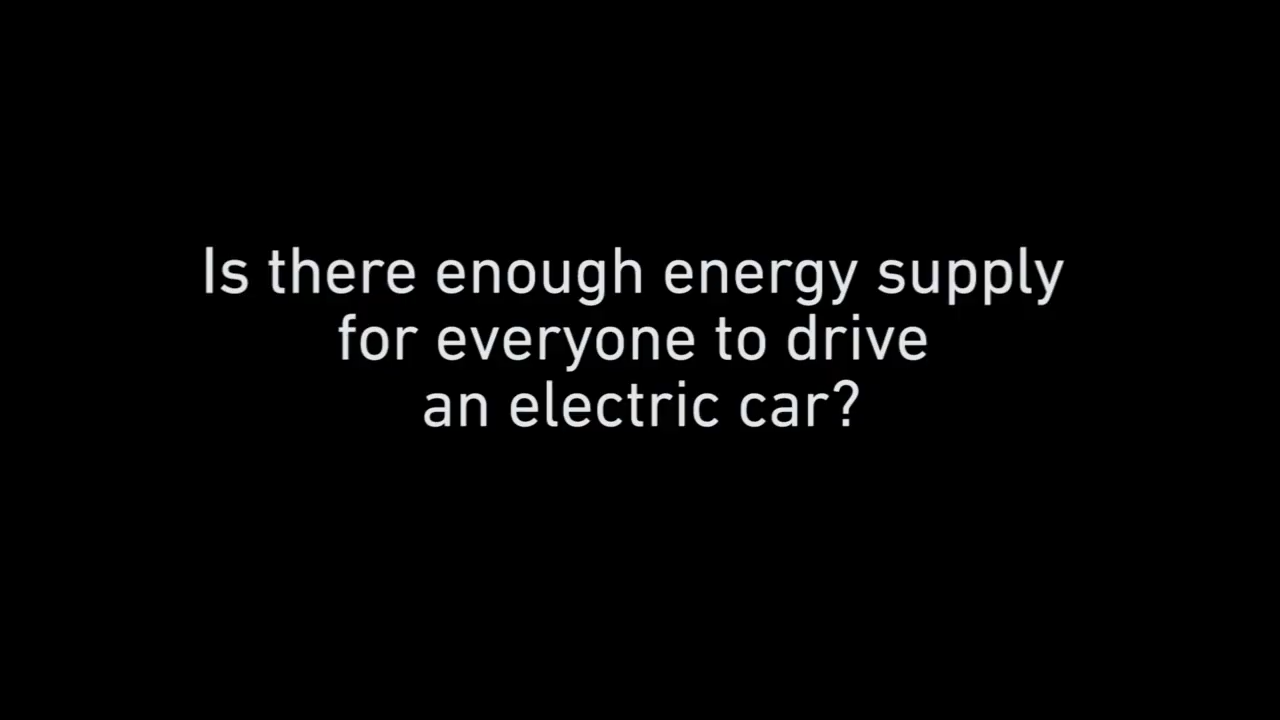 Is there enough energy supply
for everyone to drive
an electric car?